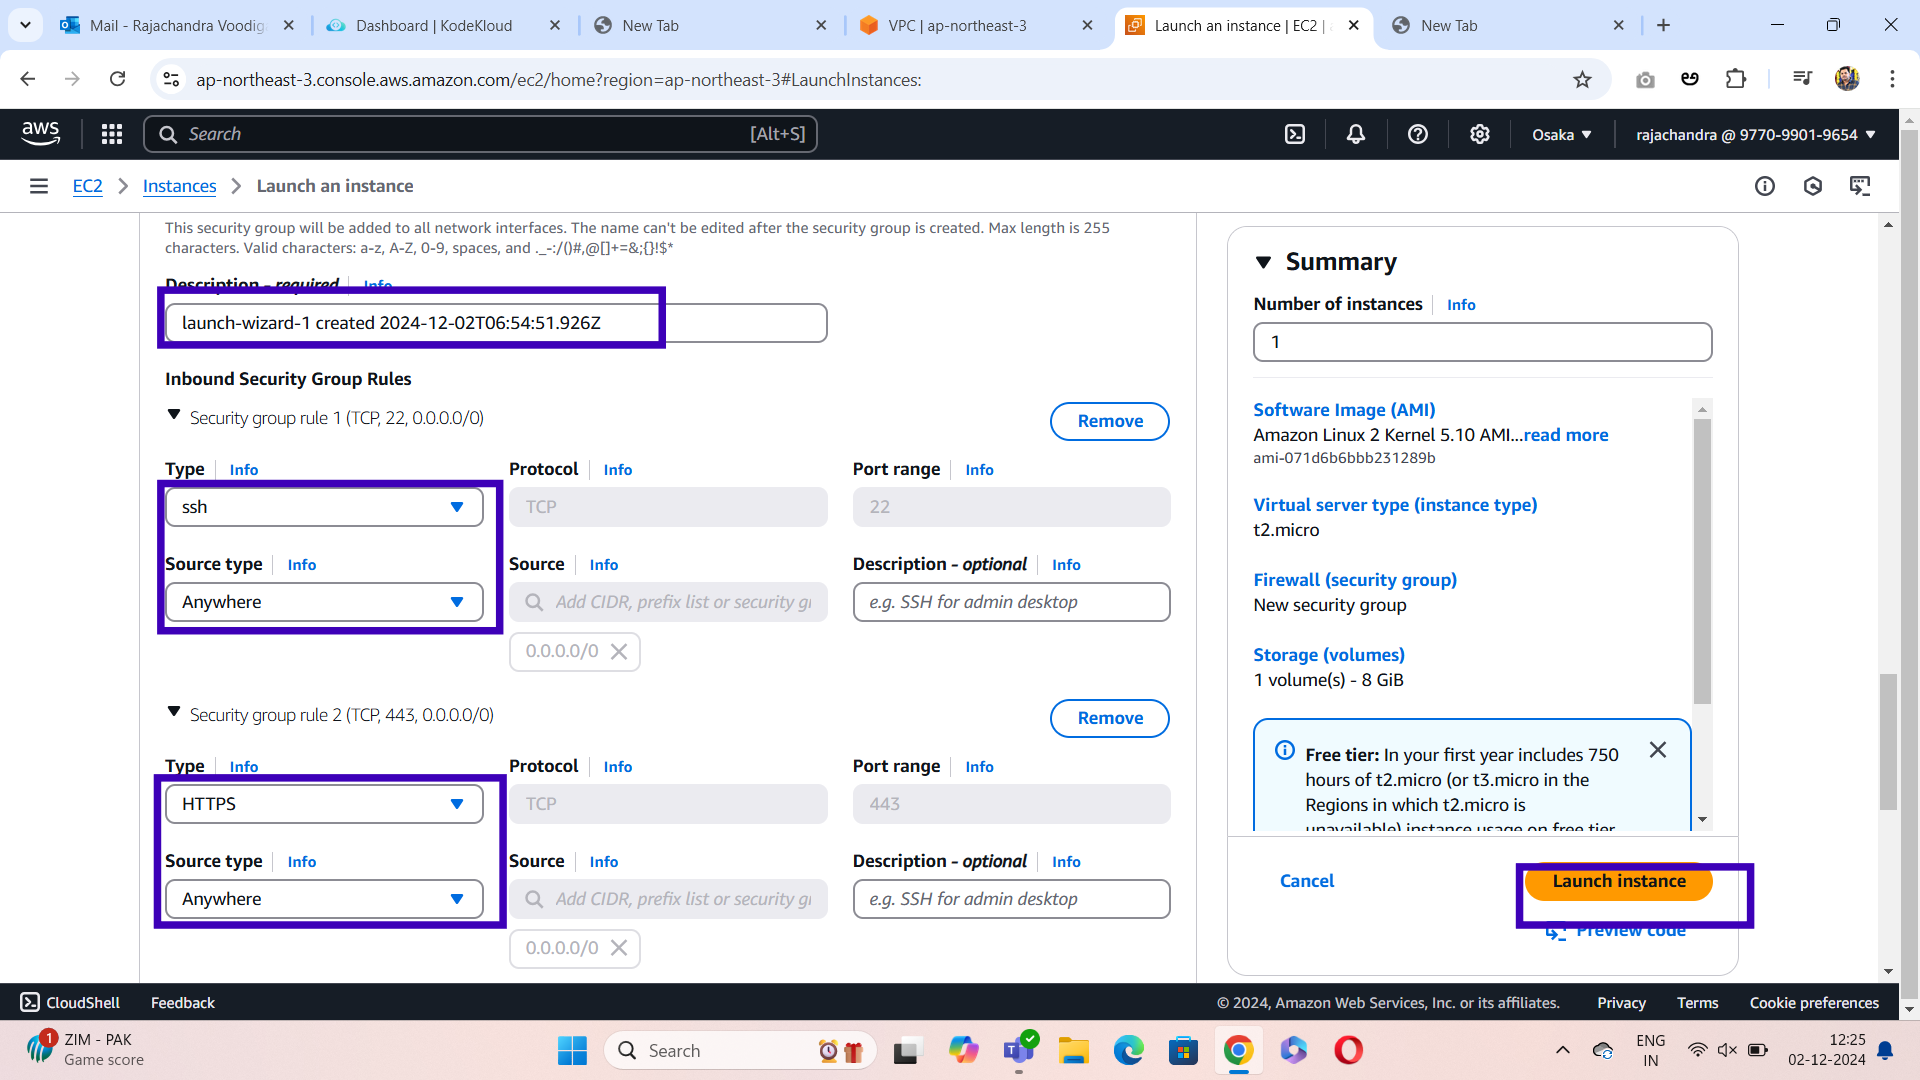 Mail - Rajachandra Voodig
Dashboard | KodeKloud
New Tab
VPC | ap-northeast-3
Launch an instance | EC2 |
New Tab
ap-northeast-3.console.aws.amazon.com/ec2/home?region=ap-northeast-3#LaunchInstances:
aws
Search
[Alt+S]
Osaka
rajachandra @ 9770-9901-9654
EC2
Instances
Launch an instance
This security group will be added to all network interfaces. The name can't be edited after the security group is created. Max length is 255
characters. Valid characters: a-z, A-Z, 0-9, spaces, and ._-:/()#,@[]+=&;{}!$*
Description - required
Info
launch-wizard-1 created 2024-12-02T06:54:51.926Z
Inbound Security Group Rules
Security group rule 1 (TCP, 22, 0.0.0.0/0)
Remove
Type
Info
Protocol
Info
Port range
Info
ssh
TCP
22
Source type
Info
Source
Info
Description - optional
Info
Anywhere
Add CIDR, prefix list or security
e.g. SSH for admin desktop
0.0.0.0/0
Security group rule 2 (TCP, 443, 0.0.0.0/0)
Remove
Type
Info
Protocol
Info
Port range
Info
HTTPS
TCP
443
Source type
Info
Source
Info
Description - optional
Info
Anywhere
Add CIDR, prefix list or security
e.g. SSH for admin desktop
0.0.0.0/0
Summary
Number of instances
Info
1
Software Image (AMI)
Amazon Linux 2 Kernel 5.10 AMI...read more
ami-071d6b6bbb231289b
Virtual server type (instance type)
t2.micro
Firewall (security group)
New security group
Storage (volumes)
1 volume(s) - 8 GiB
Free tier: In your first year includes 750
hours of t2.micro (or t3.micro in the
Regions in which t2.micro is
unavailable) instance usage on free tier
Cancel
Launch instance
Preview code
CloudShell
Feedback
© 2024, Amazon Web Services, Inc. or its affiliates.
Privacy
Terms
Cookie preferences
1
ZIM - PAK
Game score
Search
ENG
IN
12:25
02-12-2024